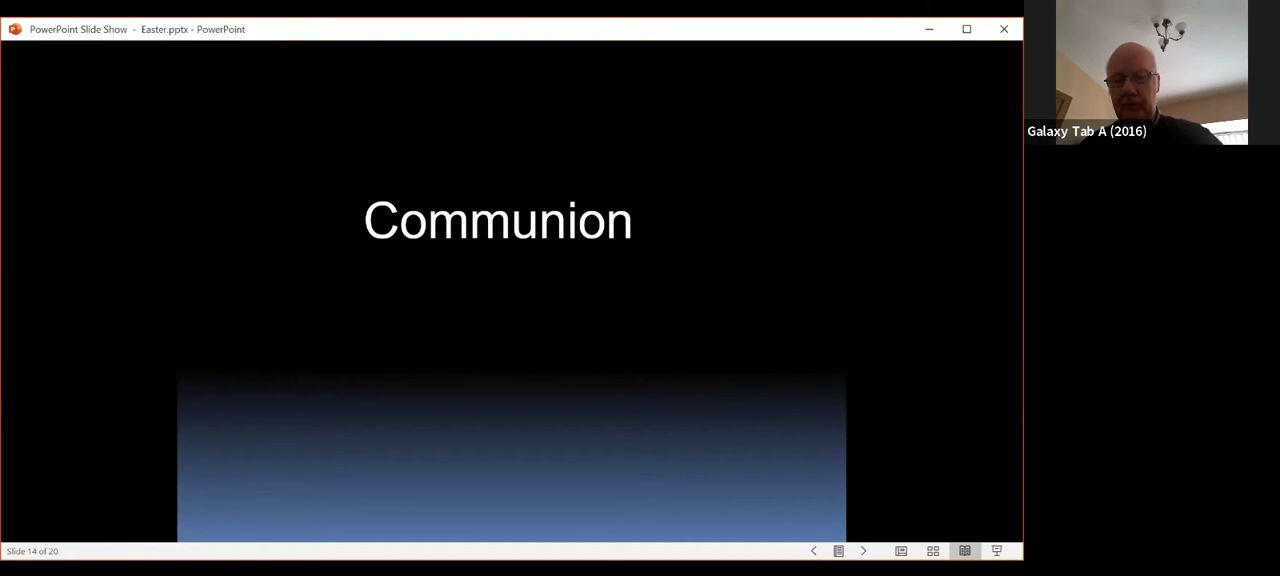 PowerPoint Slide Show - Easter.pptx - PowerPoint
Galaxy Tab A (2016)
Communion
Slide 14 of 20